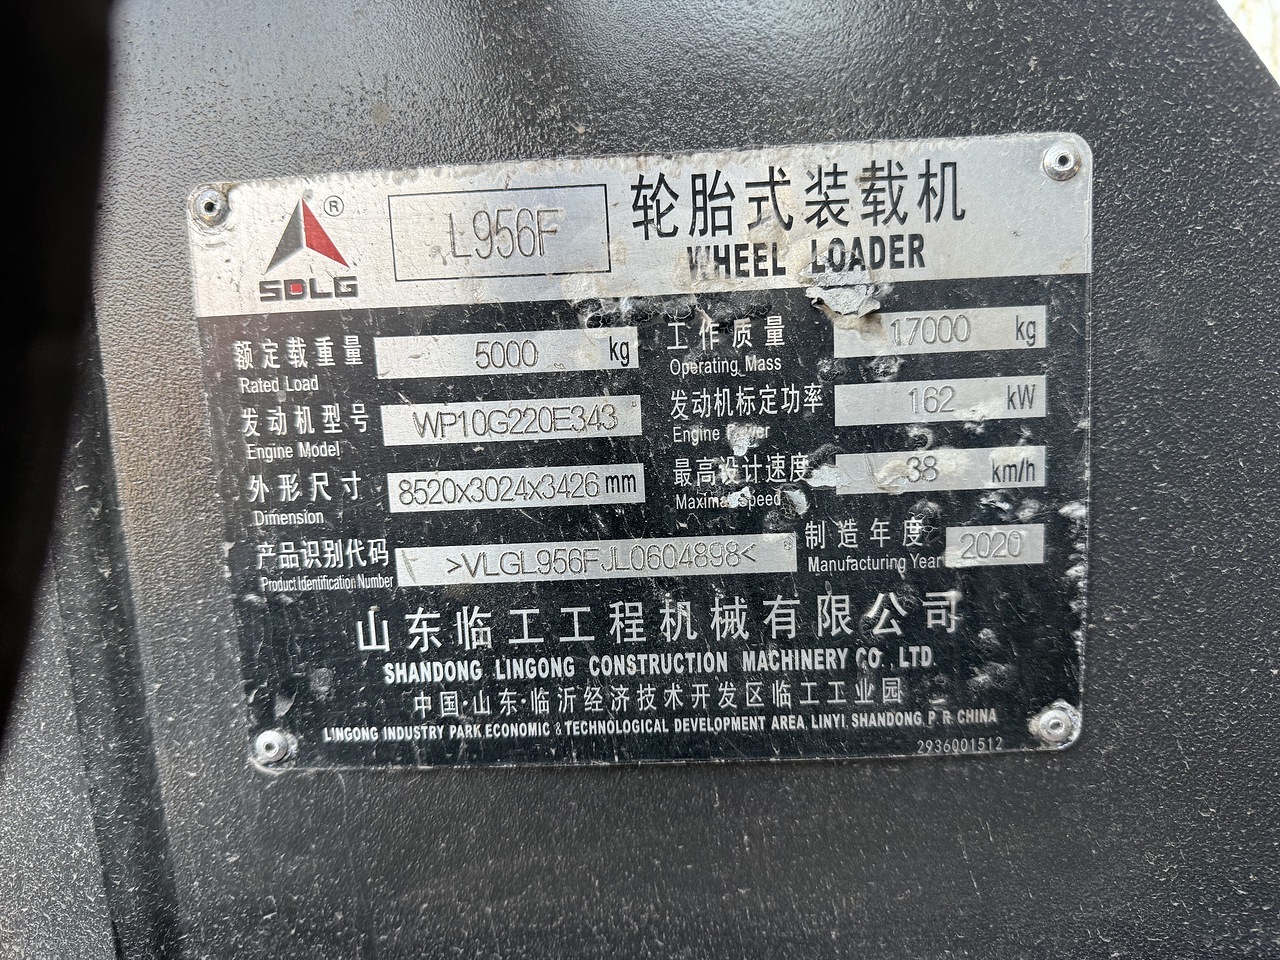 SDLG ®
L956F
轮胎式装载机
WHEEL LOADER
额定载重量 5000 kg
Rated Load
工作质量 17000 kg
Operating Mass
发动机型号 WP10G220E343
Engine Model
发动机标定功率 162 kW
Engine Power
外形尺寸 8520x3024x3426 mm
Dimension
最高设计速度 38 km/h
Maximal Speed
产品识别代码 >VLGL956FJL0604898<
Product Identification Number
制造年度 2020
Manufacturing Year
山东临工工程机械有限公司
SHANDONG LINGONG CONSTRUCTION MACHINERY CO.,LTD
中国·山东·临沂经济技术开发区临工工业园
LINGONG INDUSTRY PARK ECONOMIC & TECHNOLOGICAL DEVELOPMENT AREA LINYI, SHANDONG, P. R. CHINA
2936001512